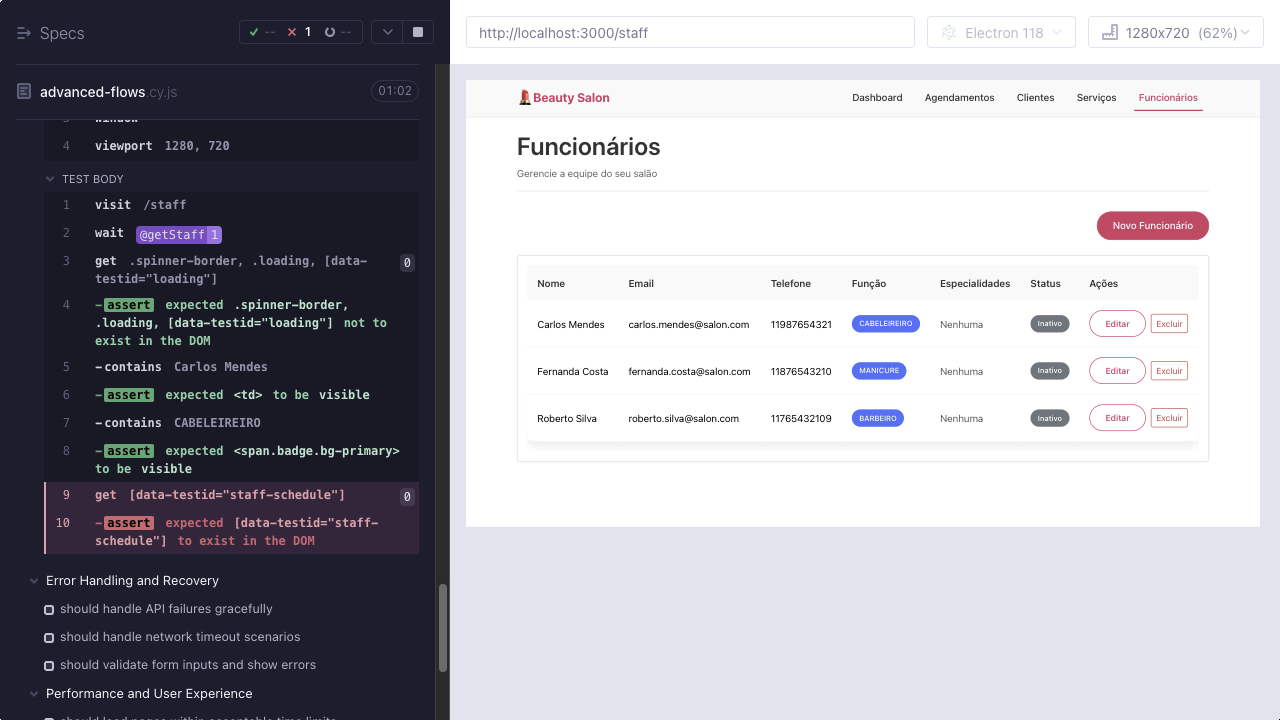 Specs
-- 1 --
advanced-flows.cy.js
01:02
3 window
4 viewport 1280, 720
TEST BODY
1 visit /staff
2 wait @getStaff 1
3 get .spinner-border, .loading, [data-
testid="loading"] 0
4 -assert expected .spinner-border,
.loading, [data-testid="loading"] not to
exist in the DOM
5 -contains Carlos Mendes
6 -assert expected <td> to be visible
7 -contains CABELEIREIRO
8 -assert expected <span.badge.bg-primary>
to be visible
9 get [data-testid="staff-schedule"] 0
10 -assert expected [data-testid="staff-
schedule"] to exist in the DOM
Error Handling and Recovery
should handle API failures gracefully
should handle network timeout scenarios
should validate form inputs and show errors
Performance and User Experience
should load pages within acceptable time limits
http://localhost:3000/staff
Electron 118
1280x720 (62%)
Beauty Salon
Dashboard Agendamentos Clientes Serviços Funcionários
Funcionários
Gerencie a equipe do seu salão
Novo Funcionário
Nome Email Telefone Função Especialidades Status Ações
Carlos Mendes carlos.mendes@salon.com 11987654321 CABELEIREIRO Nenhuma Inativo Editar Excluir
Fernanda Costa fernanda.costa@salon.com 11876543210 MANICURE Nenhuma Inativo Editar Excluir
Roberto Silva roberto.silva@salon.com 11765432109 BARBEIRO Nenhuma Inativo Editar Excluir